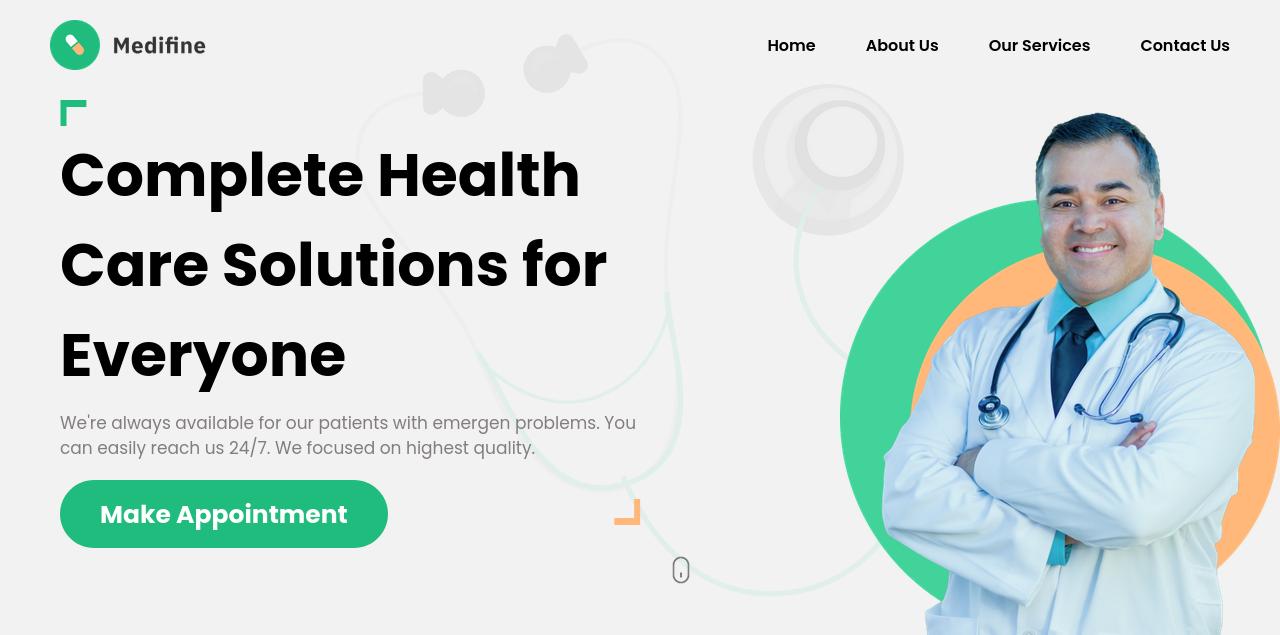 Medifine
Home
About Us
Our Services
Contact Us
Complete Health
Care Solutions for
Everyone
We're always available for our patients with emergen problems. You
can easily reach us 24/7. We focused on highest quality.
Make Appointment